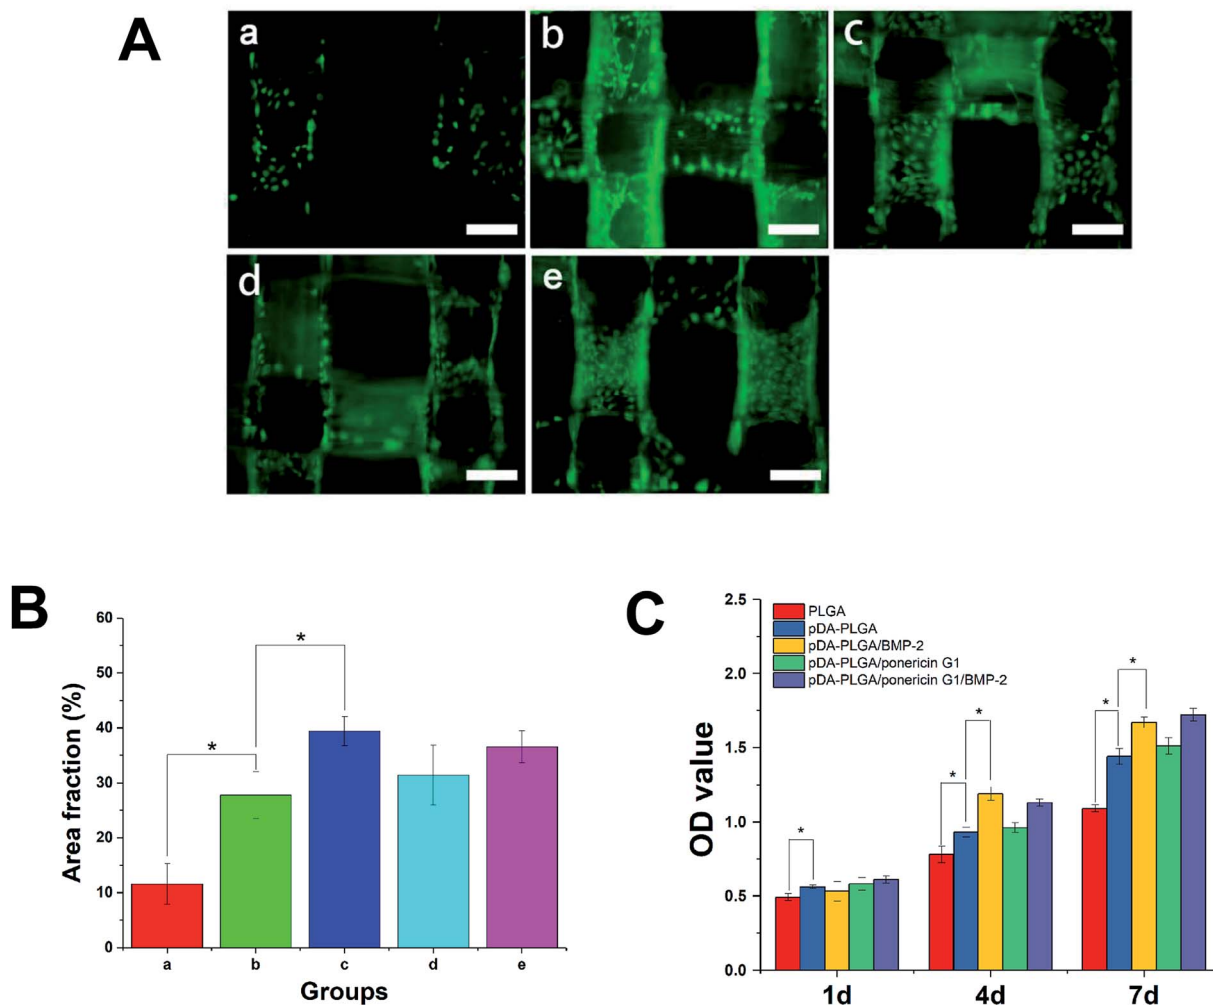 A
a
b
c
d
e
B
Area fraction (%)
60
50
40
30
20
10
0
*
*
a
b
c
d
e
Groups
C
OD value
2.5
2.0
1.5
1.0
0.5
0.0
PLGA
pDA-PLGA
pDA-PLGA/BMP-2
pDA-PLGA/ponericin G1
pDA-PLGA/ponericin G1/BMP-2
*
*
*
*
*
1d
4d
7d